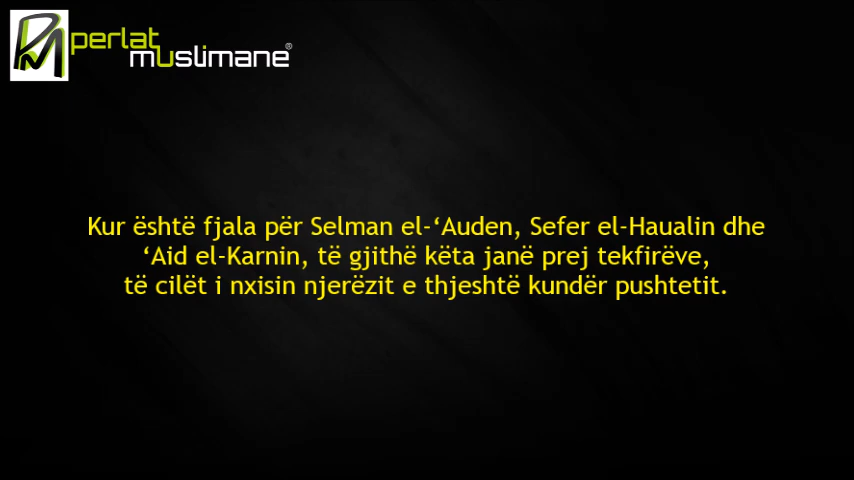 perlat
muslimane®
Kur është fjala për Selman el-‘Auden, Sefer el-Haualin dhe
‘Aid el-Karnin, të gjithë këta janë prej tekfirëve,
të cilët i nxisin njerëzit e thjeshtë kundër pushtetit.